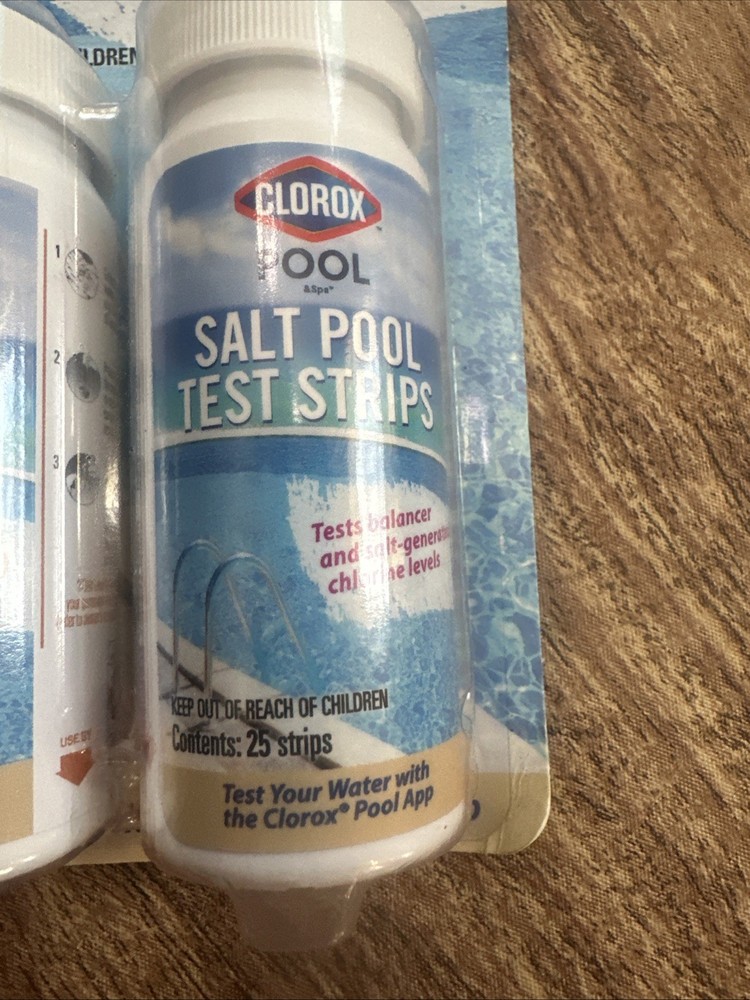 LDREN
CLOROX™
POOL
&Spa®
SALT POOL
TEST STRIPS
Tests balancer
and salt-generated
chlorine levels
KEEP OUT OF REACH OF CHILDREN
Contents: 25 strips
Test Your Water with
the Clorox® Pool App
1
2
3
USE BY